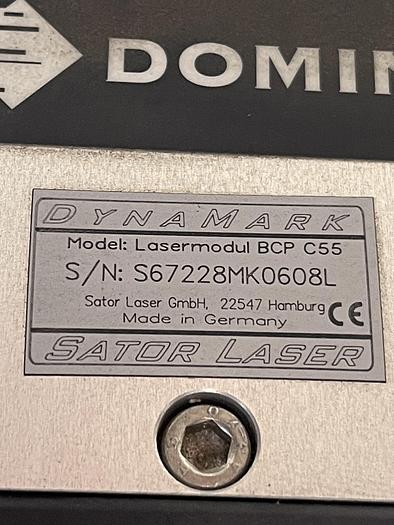 DOMIN
DYNAMARK
Model: Lasermodul BCP C55
S/N: S67228MK0608L
Sator Laser GmbH, 22547 Hamburg
Made in Germany CE
SATOR LASER